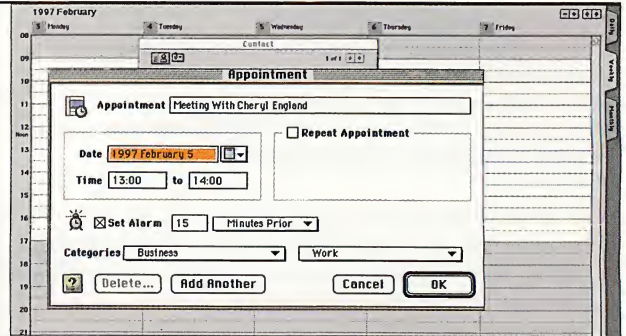 1997 February
3 Monday 4 Tuesday 5 Wednesday 6 Thursday 7 Friday
Contact
1 of 1
Appointment
Appointment Meeting With Cheryl England
Date 1997 February 5
Repeat Appointment
Time 13:00 to 14:00
Set Alarm 15 Minutes Prior
Categories Business Work
? Delete... Add Another Cancel OK
08
09
10
11
12
Noon
13
14
15
16
17
18
19
20
21
Daily
Weekly
Monthly